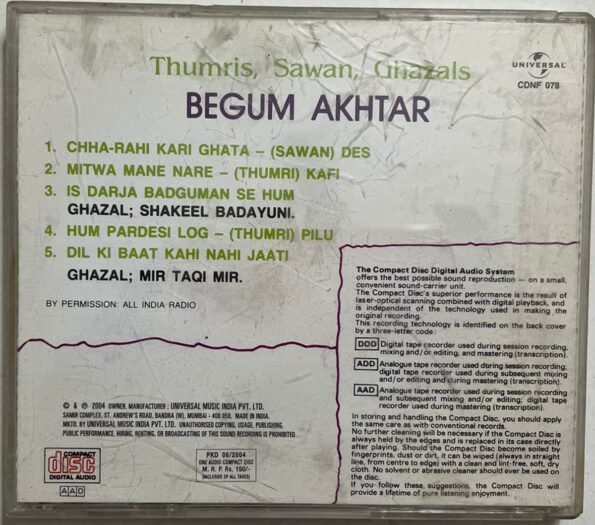 Thumris, Sawan, Ghazals
UNIVERSAL
CDNF 078
BEGUM AKHTAR
1. CHHA-RAHI KARI GHATA – (SAWAN) DES
2. MITWA MANE NARE – (THUMRI) KAFI
3. IS DARJA BADGUMAN SE HUM
GHAZAL; SHAKEEL BADAYUNI.
4. HUM PARDESI LOG – (THUMRI) PILU
5. DIL KI BAAT KAHI NAHI JAATI
GHAZAL; MIR TAQI MIR.
BY PERMISSION: ALL INDIA RADIO
The Compact Disc Digital Audio System
offers the best possible sound reproduction — on a small,
convenient sound-carrier unit.
The Compact Disc's superior performance is the result of
laser-optical scanning combined with digital playback, and
is independent of the technology used in making the
original recording.
This recording technology is identified on the back cover
by a three-letter code:
DDD Digital tape recorder used during session recording,
mixing and/or editing, and mastering (transcription).
ADD Analogue tape recorder used during session recording;
digital tape recorder used during subsequent mixing
and/or editing and during mastering (transcription).
AAD Analogue tape recorder used during session recording
and subsequent mixing and/or editing; digital tape
recorder used during mastering (transcription).
In storing and handling the Compact Disc, you should apply
the same care as with conventional records.
No further cleaning will be necessary if the Compact Disc is
always held by the edges and is replaced in its case directly
after playing. Should the Compact Disc become soiled by
fingerprints, dust or dirt, it can be wiped (always in straight
line, from centre to edge) with a clean and lint-free, soft, dry
cloth. No solvent or abrasive cleaner should ever be used on
the disc.
If you follow these suggestions, the Compact Disc will
provide a lifetime of pure listening enjoyment.
© & ℗ 2004 OWNER, MANUFACTURER : UNIVERSAL MUSIC INDIA PVT. LTD.
SAMIR COMPLEX, ST. ANDREW'S ROAD, BANDRA (W), MUMBAI - 400 050. MADE IN INDIA.
MKTD. BY UNIVERSAL MUSIC INDIA PVT. LTD. UNAUTHORISED COPYING, USAGE, PUBLISHING,
PUBLIC PERFORMANCE, HIRING, RENTING, OR BROADCASTING OF THIS SOUND RECORDING IS PROHIBITED.
COMPACT
disc
DIGITAL AUDIO
AAD
PKD 06/2004
ONE AUDIO COMPACT DISC
M. R. P. Rs. 150/-
(INCLUSIVE OF ALL TAXES)